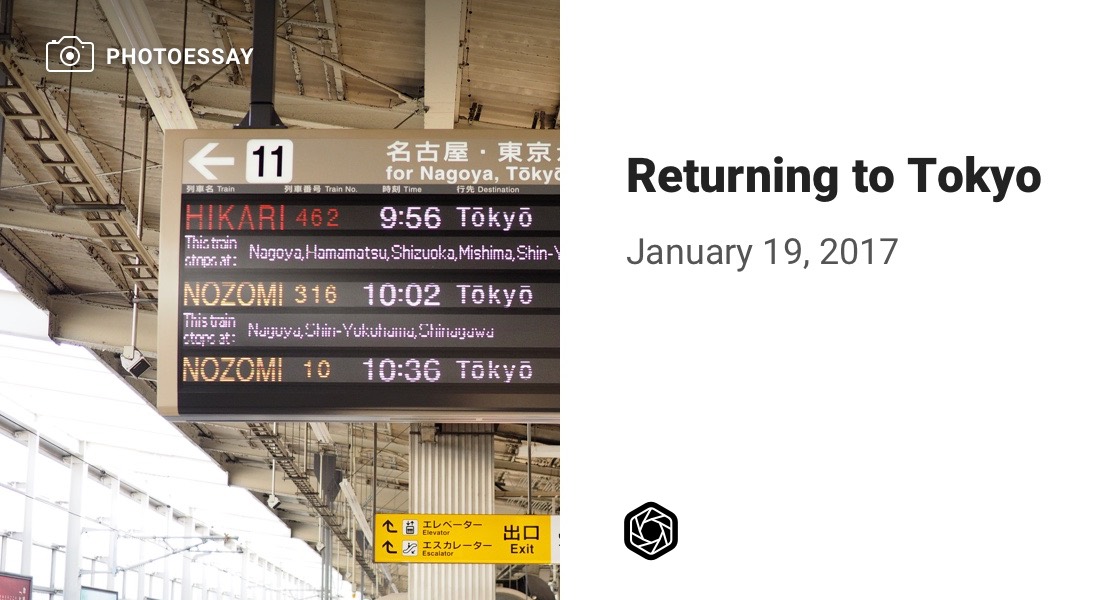 PHOTOESSAY
11 名古屋・東京
for Nagoya, Tōkyō
列車名 Train 列車番号 Train No. 時刻 Time 行先 Destination
HIKARI 462 9:56 Tōkyō
This train
stops at: Nagoya,Hamamatsu,Shizuoka,Mishima,Shin-Y
NOZOMI 316 10:02 Tōkyō
This train
stops at: Nagoya,Shin-Yokohama,Shinagawa
NOZOMI 10 10:36 Tōkyō
エレベーター
Elevator
エスカレーター
Escalator
出口
Exit
Returning to Tokyo
January 19, 2017